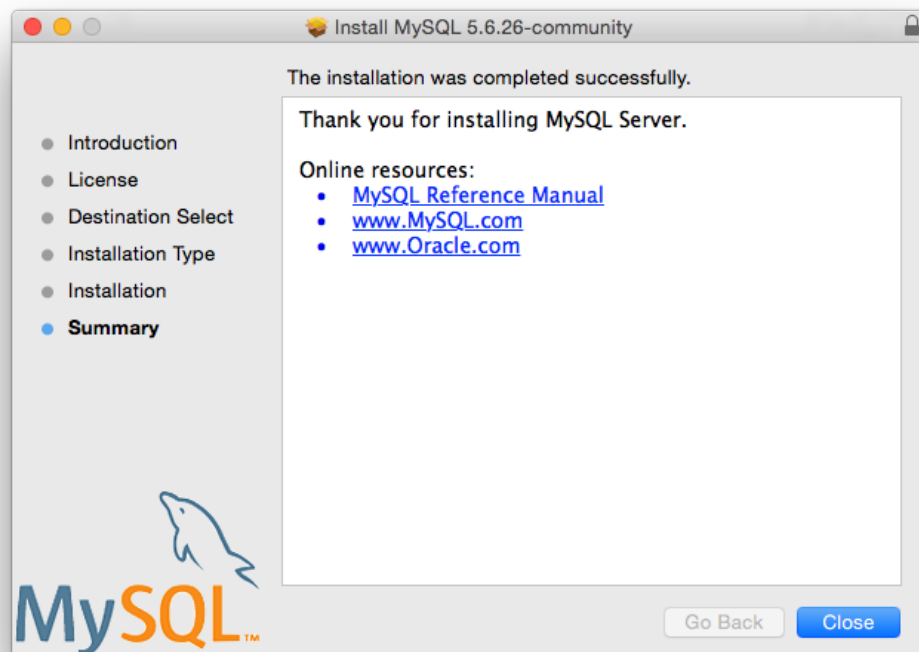 Install MySQL 5.6.26-community
The installation was completed successfully.
Introduction
License
Destination Select
Installation Type
Installation
Summary
Thank you for installing MySQL Server.
Online resources:
• MySQL Reference Manual
• www.MySQL.com
• www.Oracle.com
MySQL™
Go Back
Close